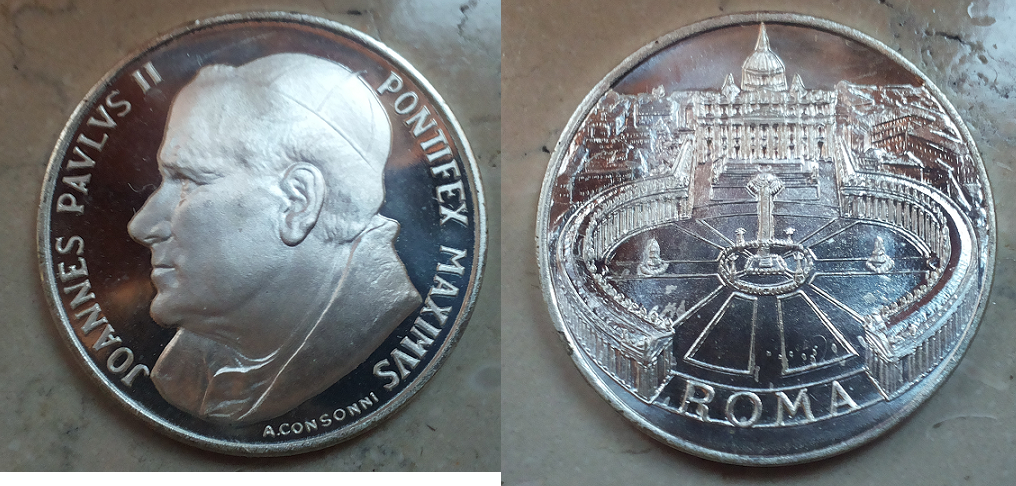 JOANNES PAVLVS II
PONTIFEX MAXIMVS
A.CONSONNI
ROMA